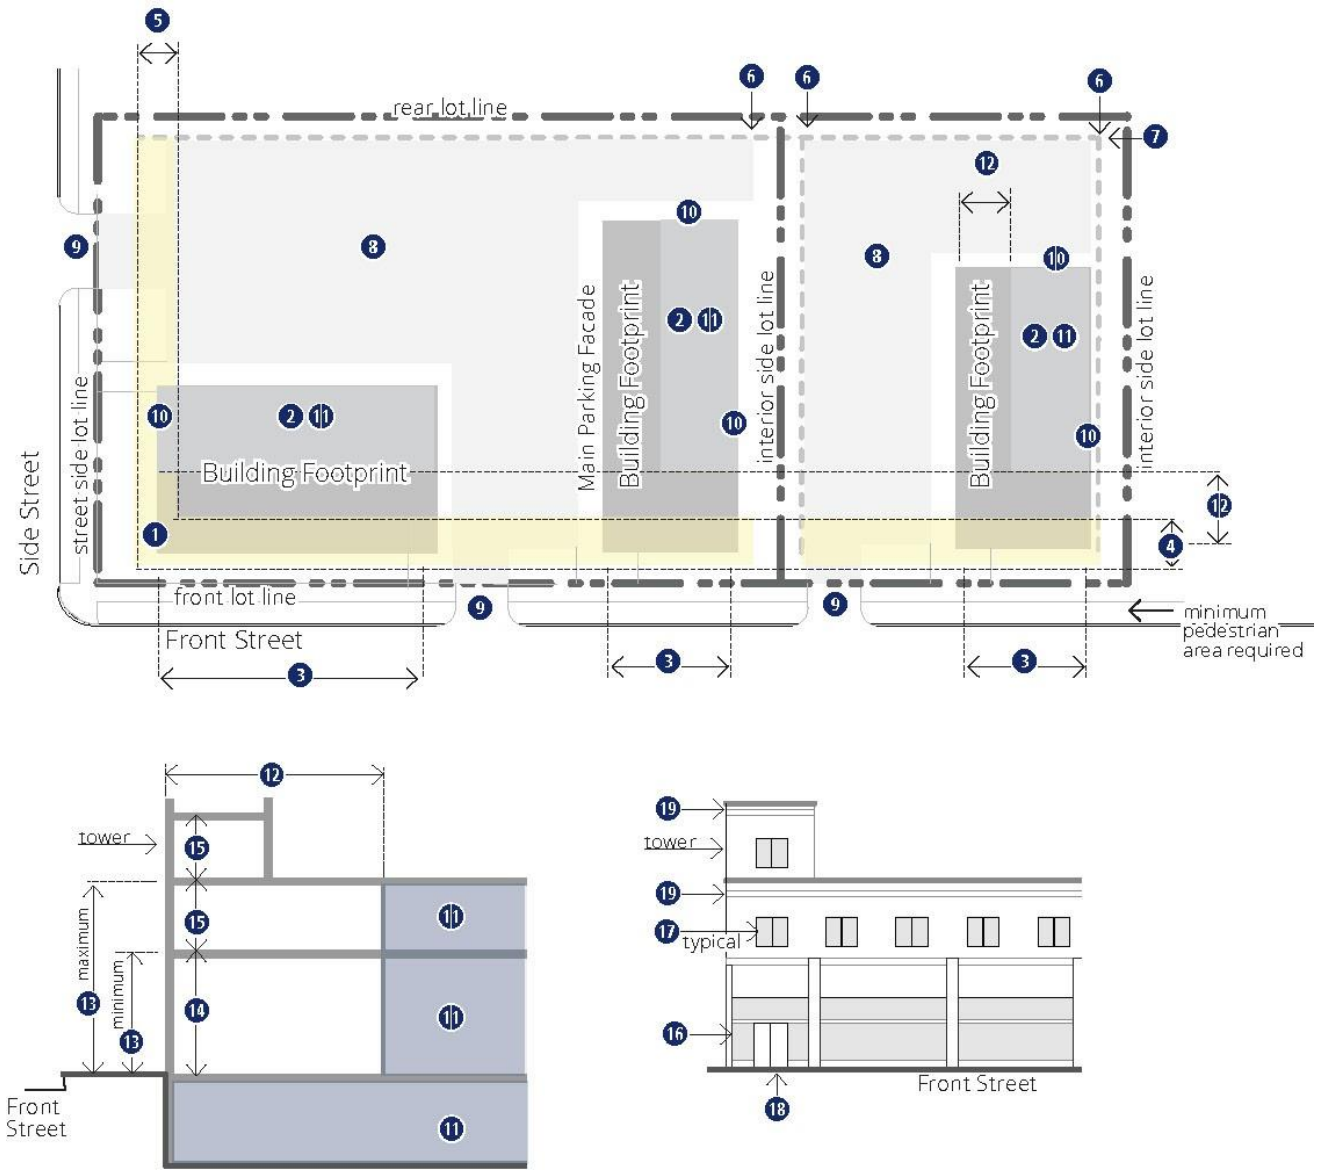 5
6
6
6
rear lot line
7
12
10
9
8
8
10
Main Parking Facade
Building Footprint
2 11
interior side lot line
Building Footprint
2 11
interior side lot line
10
2 11
10
10
Building Footprint
Side Street
street side lot line
1
12
4
front lot line
9
9
minimum
pedestrian
area required
Front Street
3
3
3
12
tower
15
15
11
maximum
13
minimum
13
14
11
Front
Street
11
19
tower
19
17
typical
16
Front Street
18